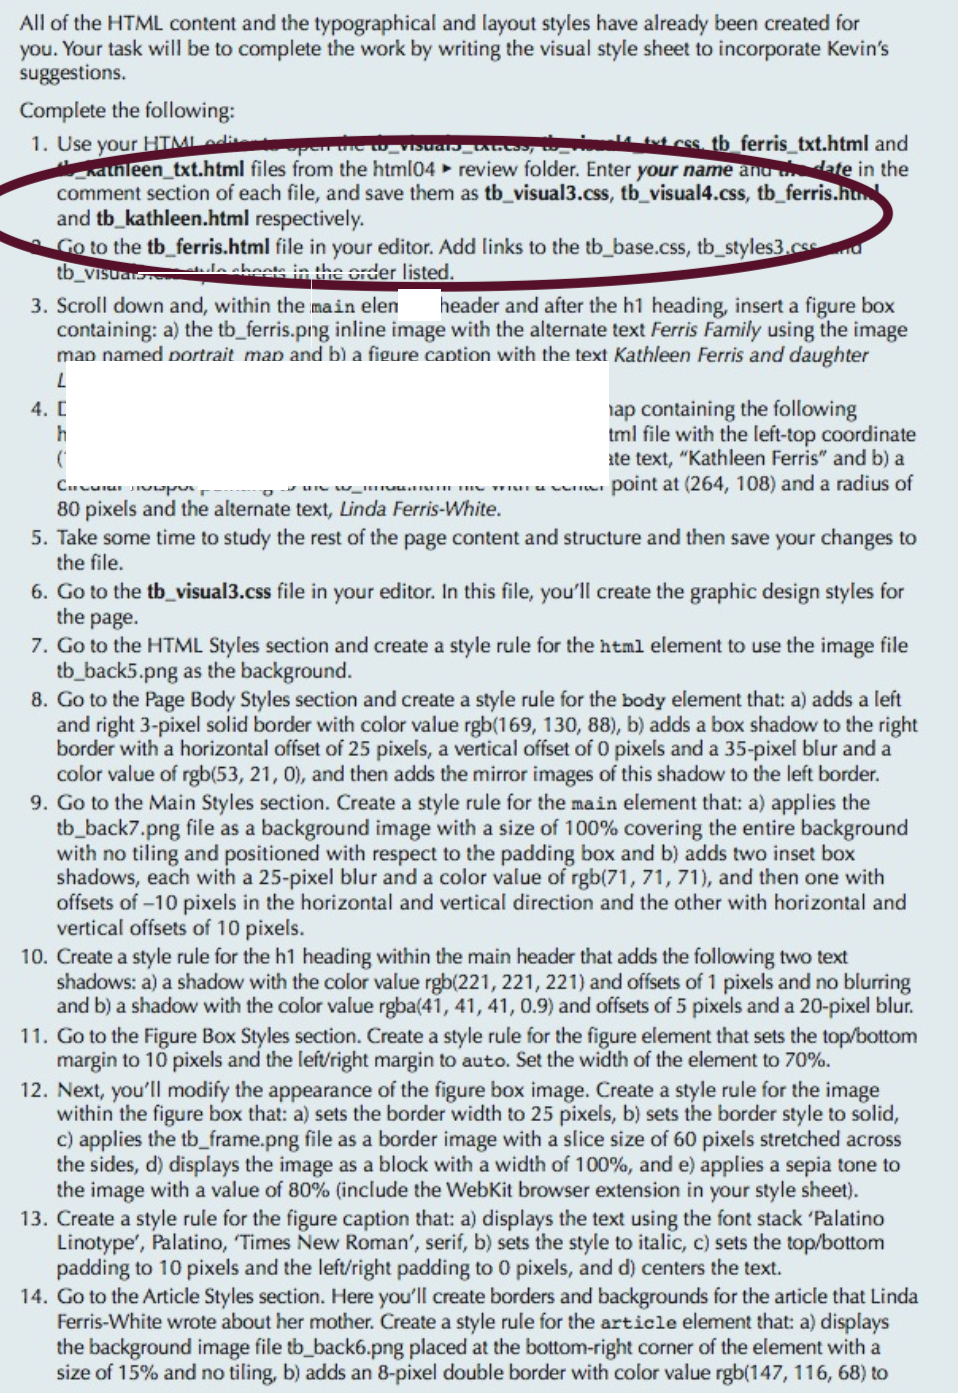 All of the HTML content and the typographical and layout styles have already been created for
you. Your task will be to complete the work by writing the visual style sheet to incorporate Kevin's
suggestions.
Complete the following:
1. Use your HTML editor to open the tb_visual3_txt.css, tb_visual4_txt.css, tb_ferris_txt.html and
tb_kathleen_txt.html files from the html04 ▸ review folder. Enter your name and the date in the
comment section of each file, and save them as tb_visual3.css, tb_visual4.css, tb_ferris.html
and tb_kathleen.html respectively.
2. Go to the tb_ferris.html file in your editor. Add links to the tb_base.css, tb_styles3.css and
tb_visual3.css style sheets in the order listed.
3. Scroll down and, within the main header and after the h1 heading, insert a figure box
containing: a) the tb_ferris.png inline image with the alternate text Ferris Family using the image
map named portrait_map and b) a figure caption with the text Kathleen Ferris and daughter
4. containing the following
file with the left-top coordinate
text, "Kathleen Ferris" and b) a
circular hotspot point at (264, 108) and a radius of
80 pixels and the alternate text, Linda Ferris-White.
5. Take some time to study the rest of the page content and structure and then save your changes to
the file.
6. Go to the tb_visual3.css file in your editor. In this file, you'll create the graphic design styles for
the page.
7. Go to the HTML Styles section and create a style rule for the html element to use the image file
tb_back5.png as the background.
8. Go to the Page Body Styles section and create a style rule for the body element that: a) adds a left
and right 3-pixel solid border with color value rgb(169, 130, 88), b) adds a box shadow to the right
border with a horizontal offset of 25 pixels, a vertical offset of 0 pixels and a 35-pixel blur and a
color value of rgb(53, 21, 0), and then adds the mirror images of this shadow to the left border.
9. Go to the Main Styles section. Create a style rule for the main element that: a) applies the
tb_back7.png file as a background image with a size of 100% covering the entire background
with no tiling and positioned with respect to the padding box and b) adds two inset box
shadows, each with a 25-pixel blur and a color value of rgb(71, 71, 71), and then one with
offsets of –10 pixels in the horizontal and vertical direction and the other with horizontal and
vertical offsets of 10 pixels.
10. Create a style rule for the h1 heading within the main header that adds the following two text
shadows: a) a shadow with the color value rgb(221, 221, 221) and offsets of 1 pixels and no blurring
and b) a shadow with the color value rgba(41, 41, 41, 0.9) and offsets of 5 pixels and a 20-pixel blur.
11. Go to the Figure Box Styles section. Create a style rule for the figure element that sets the top/bottom
margin to 10 pixels and the left/right margin to auto. Set the width of the element to 70%.
12. Next, you'll modify the appearance of the figure box image. Create a style rule for the image
within the figure box that: a) sets the border width to 25 pixels, b) sets the border style to solid,
c) applies the tb_frame.png file as a border image with a slice size of 60 pixels stretched across
the sides, d) displays the image as a block with a width of 100%, and e) applies a sepia tone to
the image with a value of 80% (include the WebKit browser extension in your style sheet).
13. Create a style rule for the figure caption that: a) displays the text using the font stack 'Palatino
Linotype', Palatino, 'Times New Roman', serif, b) sets the style to italic, c) sets the top/bottom
padding to 10 pixels and the left/right padding to 0 pixels, and d) centers the text.
14. Go to the Article Styles section. Here you'll create borders and backgrounds for the article that Linda
Ferris-White wrote about her mother. Create a style rule for the article element that: a) displays
the background image file tb_back6.png placed at the bottom-right corner of the element with a
size of 15% and no tiling, b) adds an 8-pixel double border with color value rgb(147, 116, 68) to